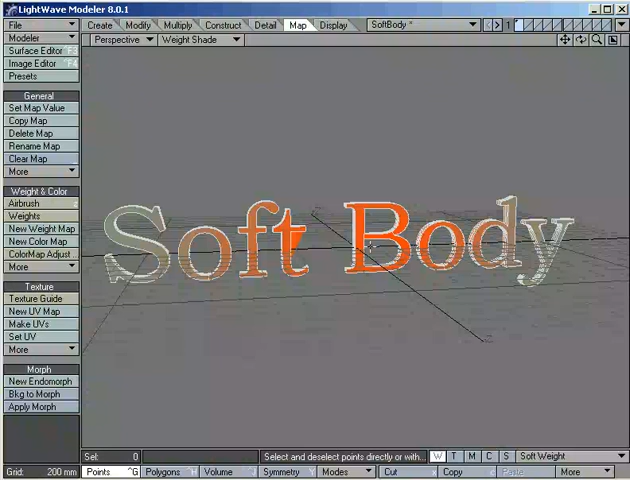 LightWave Modeler 8.0.1
File
Create Modify Multiply Construct Detail Map Display SoftBody * 1
Modeler
Perspective Weight Shade
Surface Editor F3
Image Editor ^F4
Presets
General
Set Map Value
Copy Map
Delete Map
Rename Map
Clear Map
More
Weight & Color
Airbrush
Weights
New Weight Map
New Color Map
ColorMap Adjust ...
More
Texture
Texture Guide
New UV Map
Make UVs
Set UV
More
Morph
New Endomorph
Bkg to Morph
Apply Morph
Soft Body
Sel: 0 Select and deselect points directly or with... W T M C S Soft Weight
Grid: 200 mm Points ^G Polygons ^H Volume ^J Symmetry ^Y Modes Cut x Copy c Paste v More